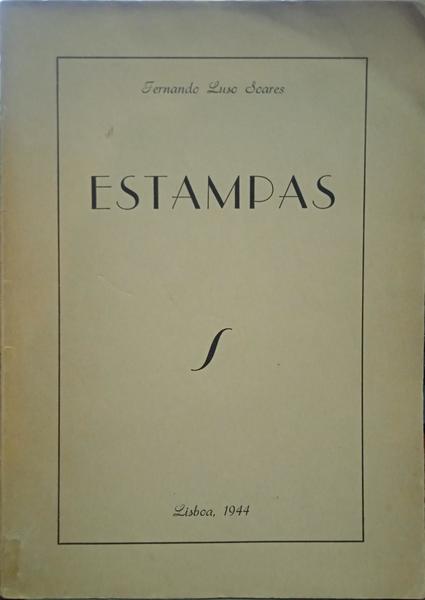 Fernando Luso Soares
ESTAMPAS
Lisboa, 1944